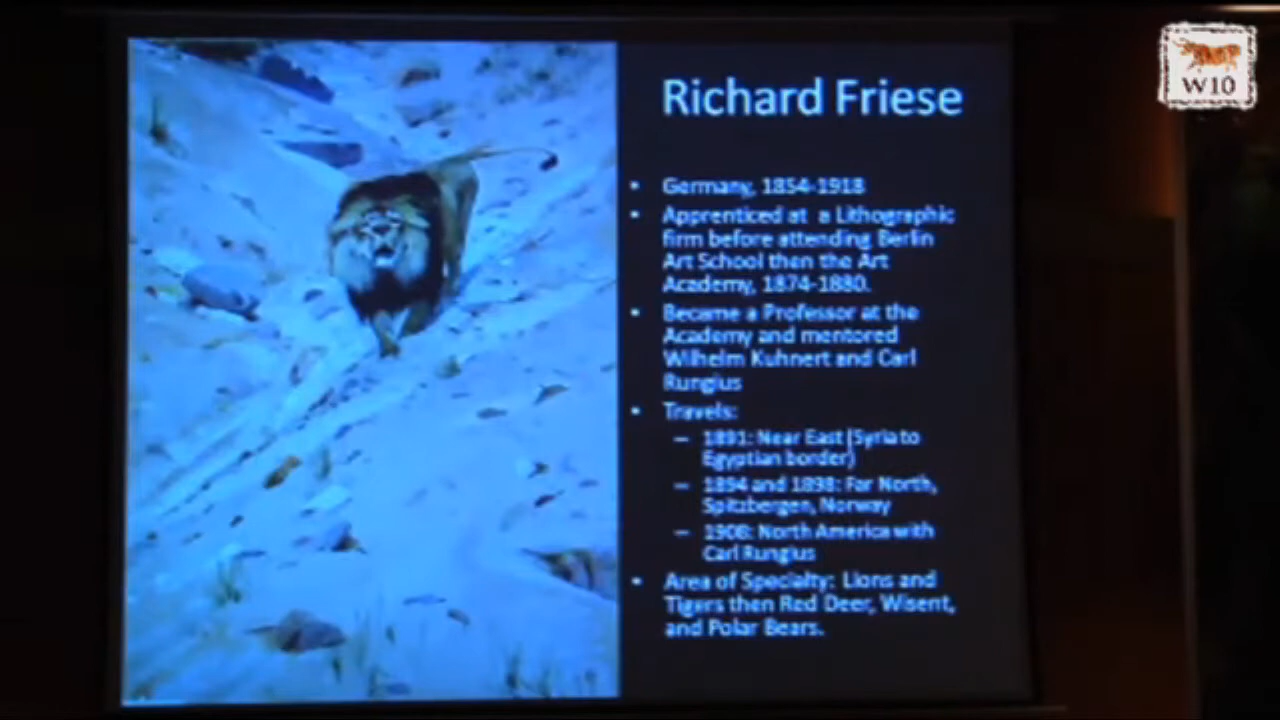 Richard Friese
• Germany, 1854-1918
• Apprenticed at a Lithographic
firm before attending Berlin
Art School then the Art
Academy, 1874-1880.
• Became a Professor at the
Academy and mentored
Wilhelm Kuhnert and Carl
Rungius
• Travels:
– 1891: Near East (Syria to
Egyptian border)
– 1894 and 1898: Far North,
Spitzbergen, Norway
– 1908: North America with
Carl Rungius
• Area of Specialty: Lions and
Tigers then Red Deer, Wisent,
and Polar Bears.
W10